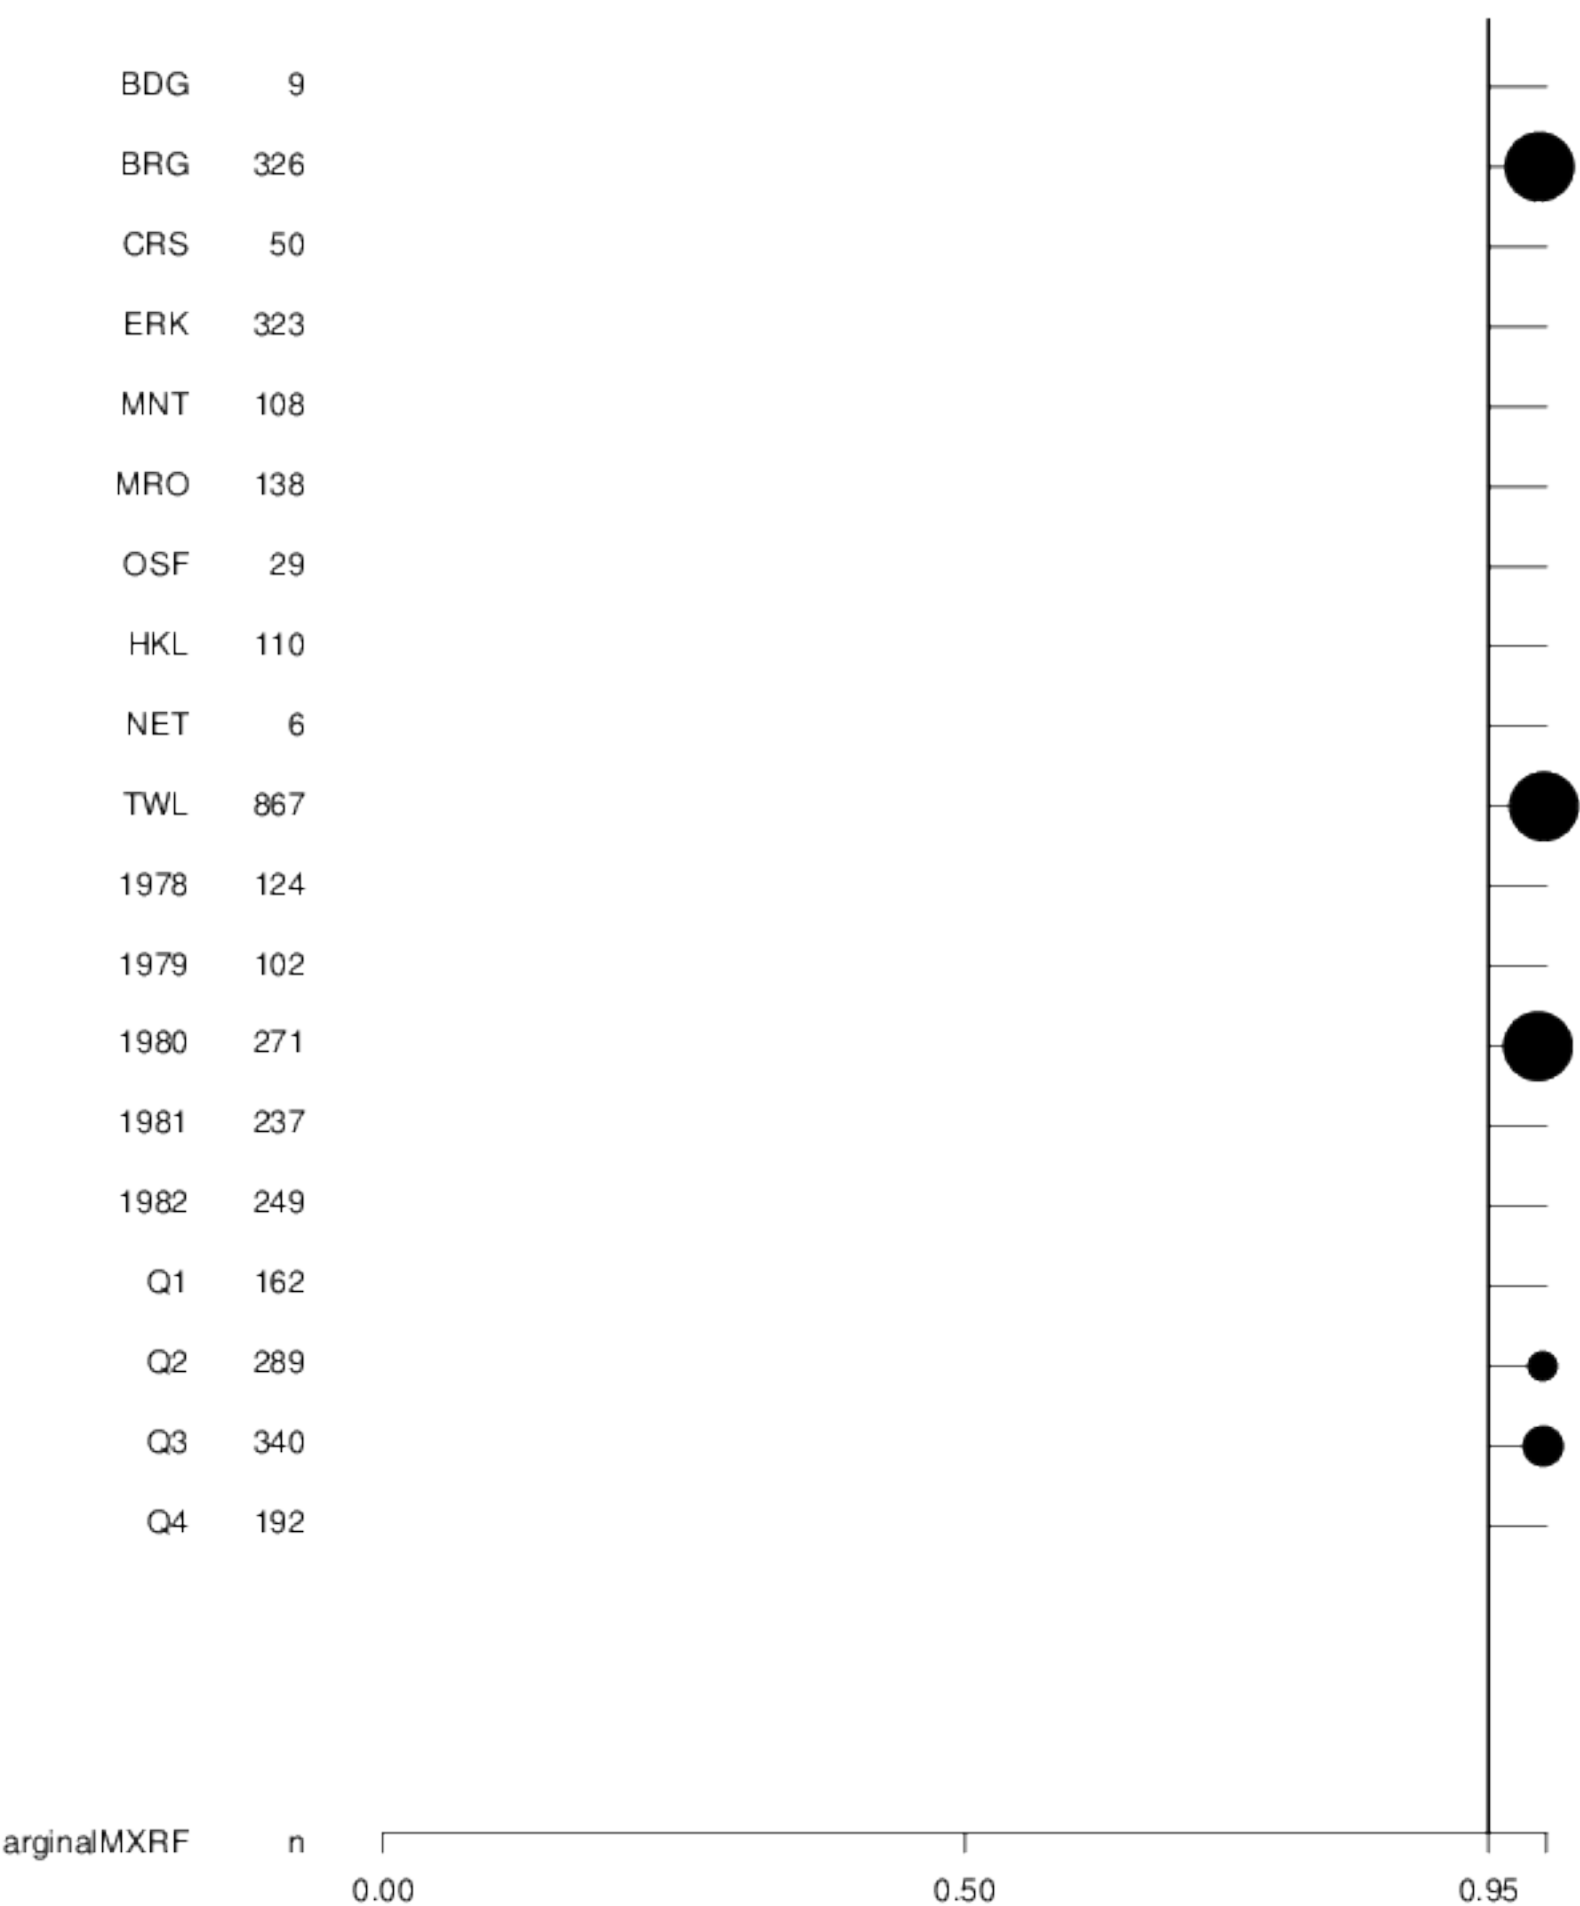 BDG 9
BRG 326
CRS 50
ERK 323
MNT 108
MRO 138
OSF 29
HKL 110
NET 6
TWL 867
1978 124
1979 102
1980 271
1981 237
1982 249
Q1 162
Q2 289
Q3 340
Q4 192
arginalMXRF n
0.00 0.50 0.95